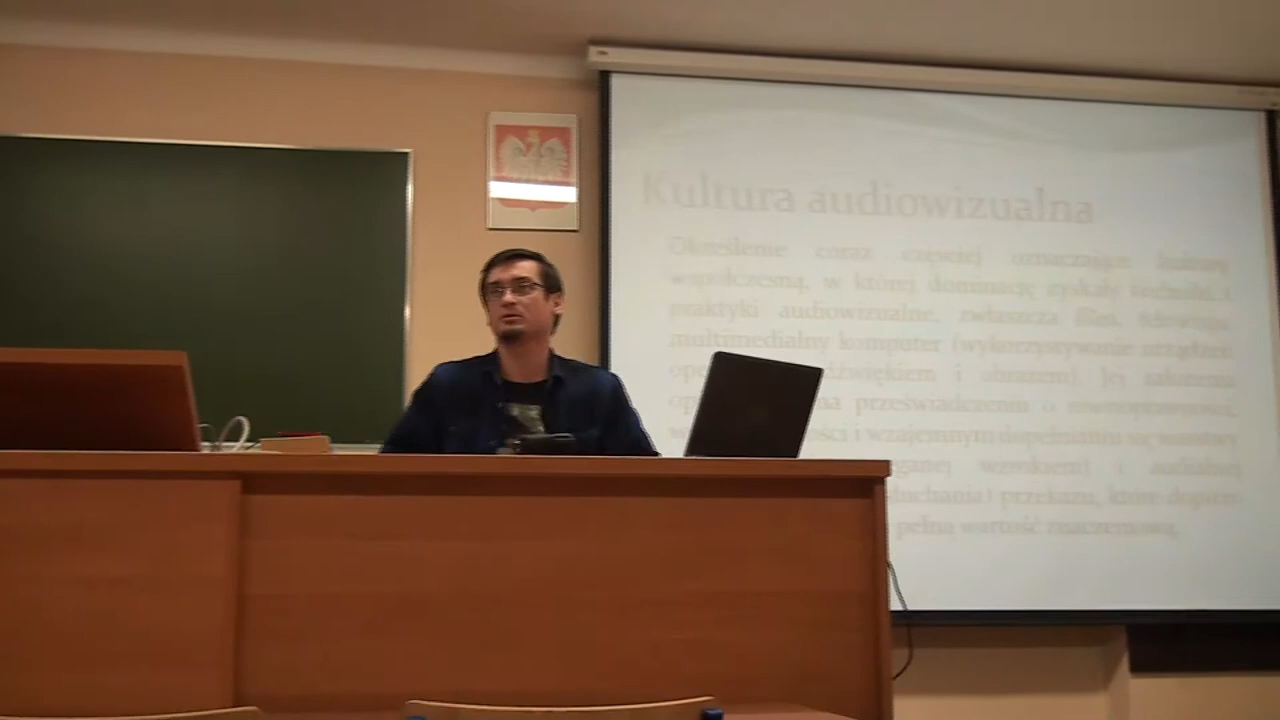 Kultura audiowizualna
Określenie coraz częściej oznaczające kulturę
współczesną, w której dominację zyskały techniki i
praktyki audiowizualne, zwłaszcza film, telewizja,
multimedialny komputer (wykorzystywanie urządzeń
dźwiękiem i obrazem). Jej założenia
przeświadczeniu o równoprawności,
i wzajemnym dopełnianiu się warstwy
wzrokiem) i audialnej
słuchania) przekazu, które dopiero
pełną wartość znaczeniową.